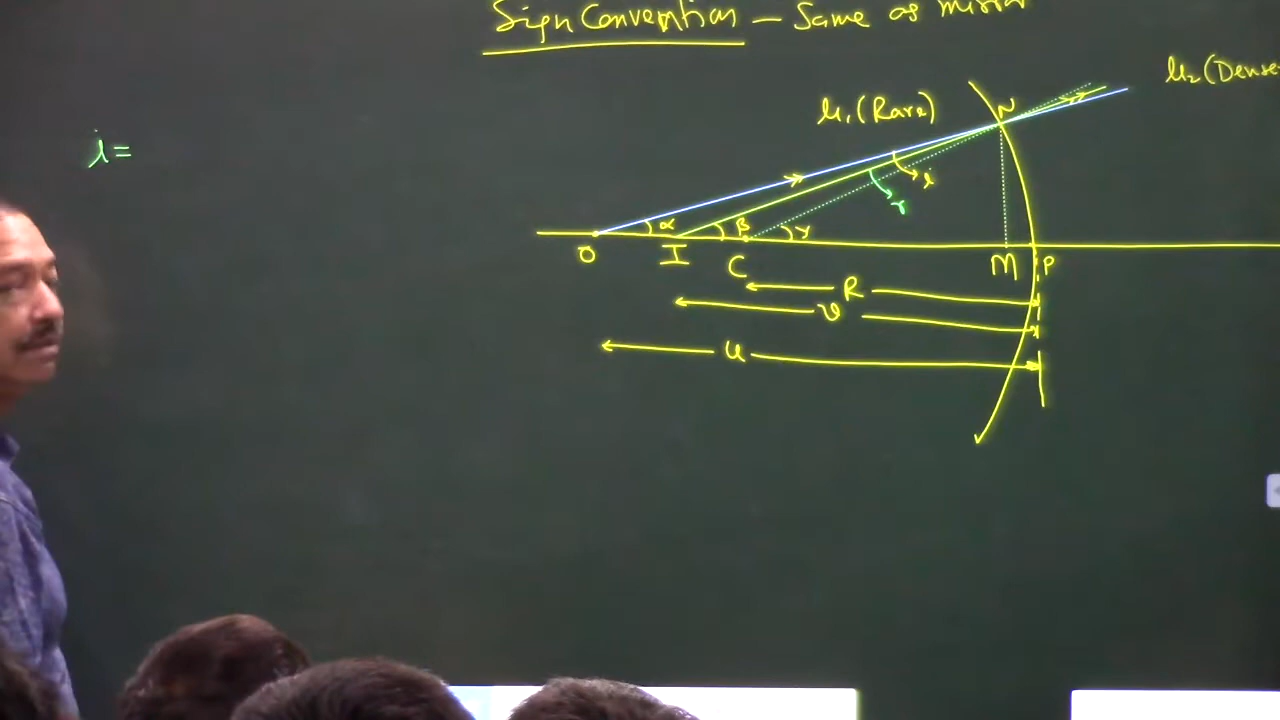 Sign Convention – Same as mirror
μ₂ (Dense
μ₁ (Rare)
N
i =
i
r
α
β
γ
O
I
C
M
P
R
v
u